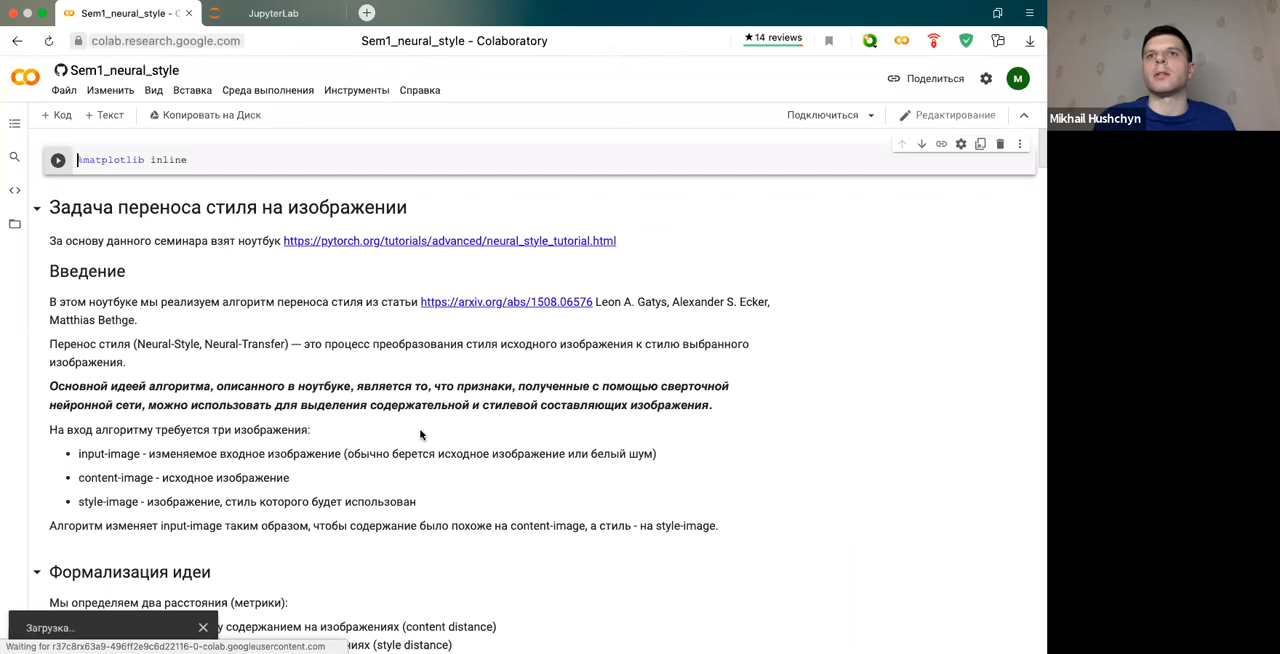 Sem1_neural_style - C
JupyterLab
colab.research.google.com
Sem1_neural_style - Colaboratory
★ 14 reviews
Sem1_neural_style
Файл Изменить Вид Вставка Среда выполнения Инструменты Справка
Поделиться
M
+ Код + Текст Копировать на Диск
Подключиться
Редактирование
%matplotlib inline
Задача переноса стиля на изображении
За основу данного семинара взят ноутбук https://pytorch.org/tutorials/advanced/neural_style_tutorial.html
Введение
В этом ноутбуке мы реализуем алгоритм переноса стиля из статьи https://arxiv.org/abs/1508.06576 Leon A. Gatys, Alexander S. Ecker,
Matthias Bethge.
Перенос стиля (Neural-Style, Neural-Transfer) –- это процесс преобразования стиля исходного изображения к стилю выбранного
изображения.
Основной идеей алгоритма, описанного в ноутбуке, является то, что признаки, полученные с помощью сверточной
нейронной сети, можно использовать для выделения содержательной и стилевой составляющих изображения.
На вход алгоритму требуется три изображения:
• input-image - изменяемое входное изображение (обычно берется исходное изображение или белый шум)
• content-image - исходное изображение
• style-image - изображение, стиль которого будет использован
Алгоритм изменяет input-image таким образом, чтобы содержание было похоже на content-image, а стиль - на style-image.
Формализация идеи
Мы определяем два расстояния (метрики):
у содержанием на изображениях (content distance)
ниях (style distance)
Загрузка...
Waiting for r37c8rx63a9-496ff2e9c6d22116-0-colab.googleusercontent.com
Mikhail Hushchyn